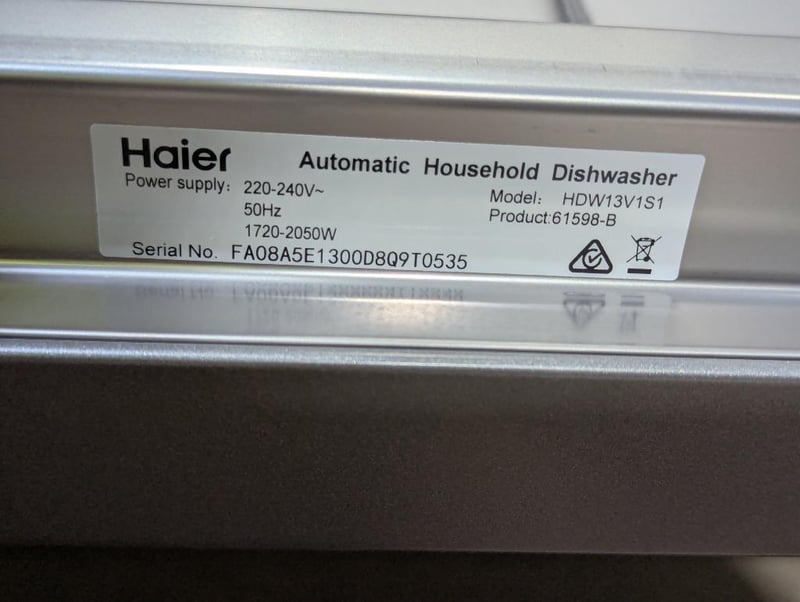 Haier
Automatic Household Dishwasher
Power supply: 220-240V~
50Hz
1720-2050W
Model: HDW13V1S1
Product:61598-B
Serial No. FA08A5E1300D8Q9T0535